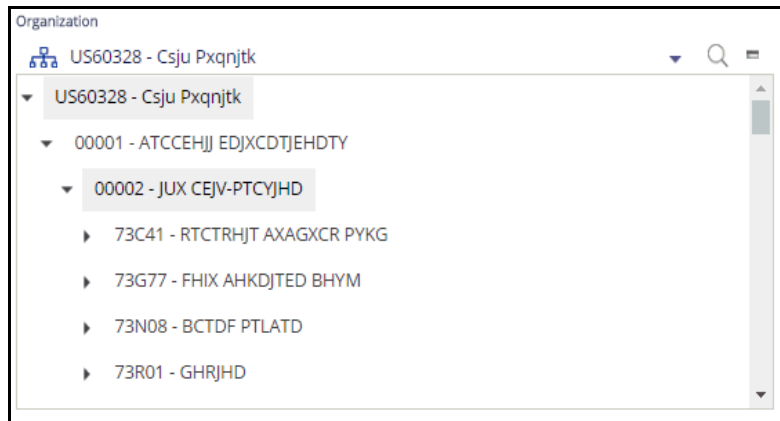 Organization
US60328 - Csju Pxqnjtk
US60328 - Csju Pxqnjtk
00001 - ATCCEHJJ EDJXCDTJEHDTY
00002 - JUX CEJV-PTCYJHD
73C41 - RTCTRHJT AXAGXCR PYKG
73G77 - FHIX AHKDJTED BHYM
73N08 - BCTDF PTLATD
73R01 - GHRJHD